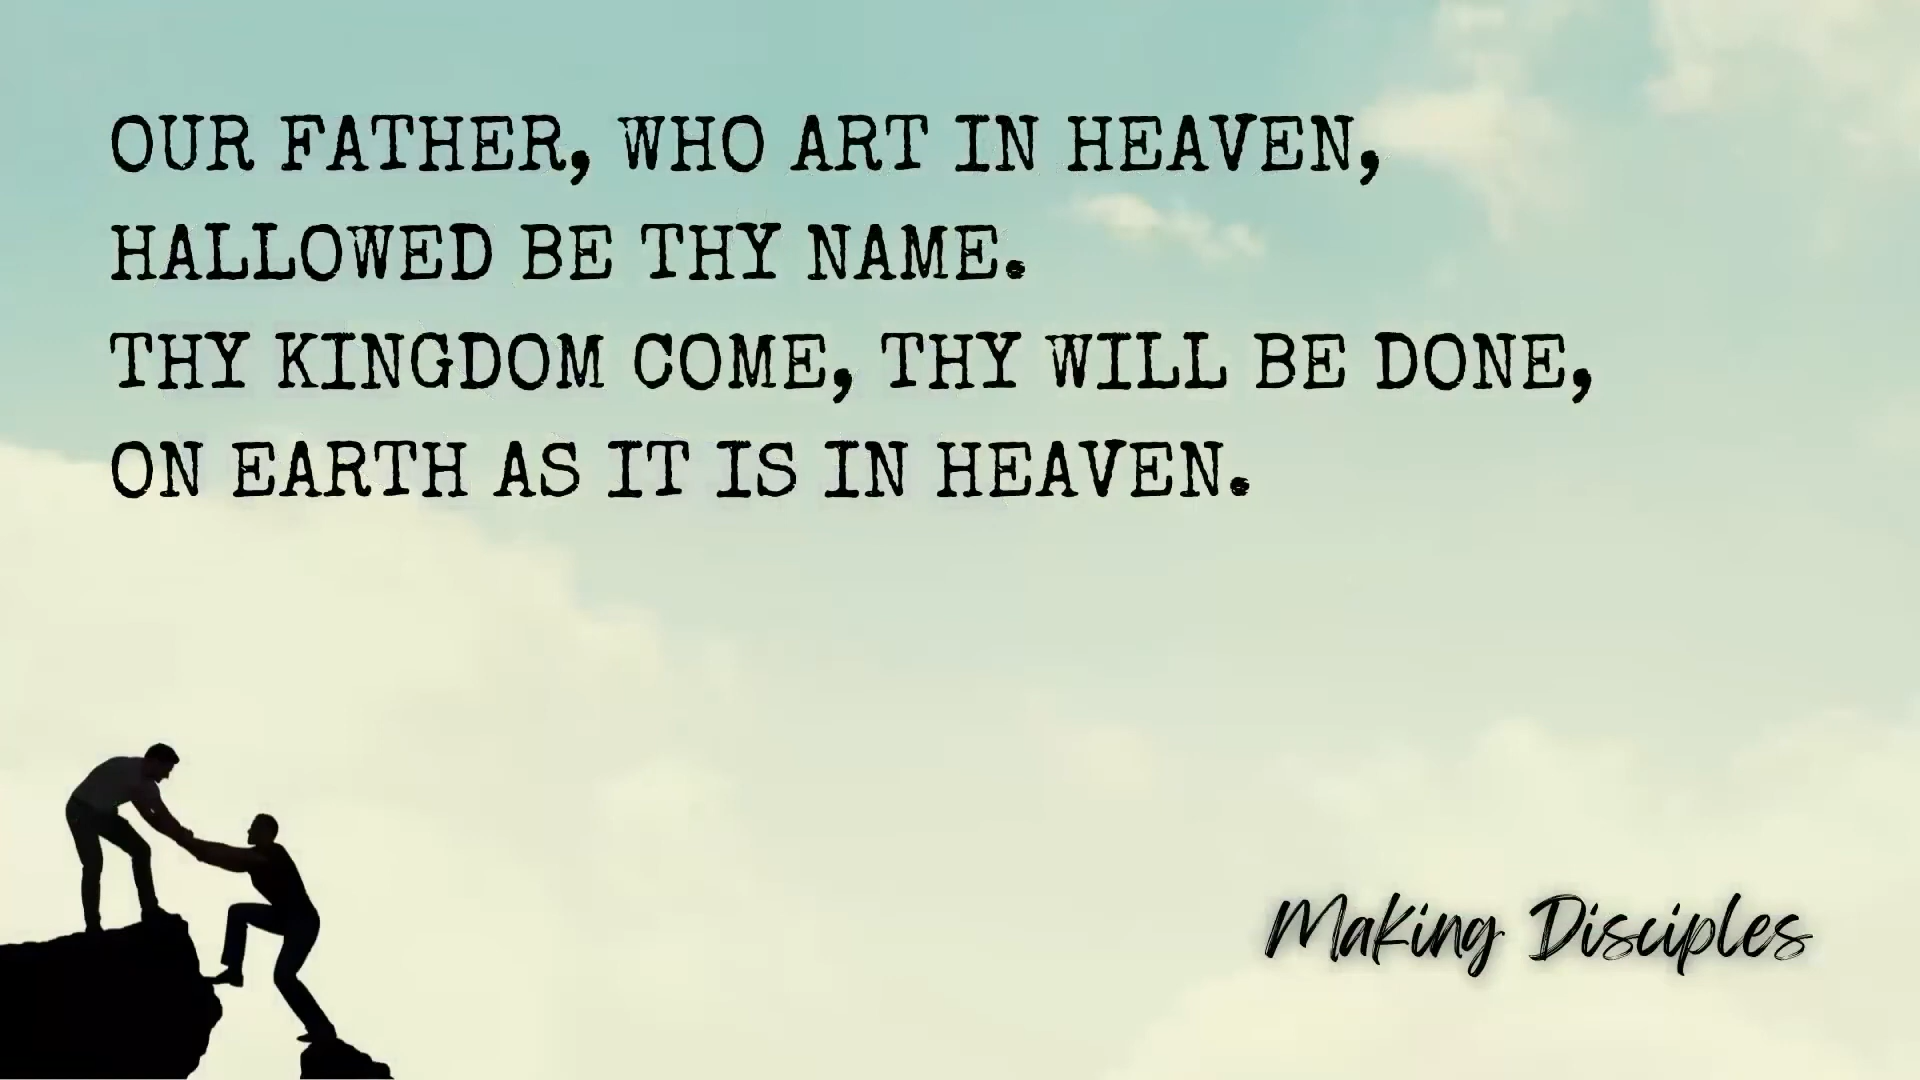 OUR FATHER, WHO ART IN HEAVEN,
HALLOWED BE THY NAME.
THY KINGDOM COME, THY WILL BE DONE,
ON EARTH AS IT IS IN HEAVEN.
Making Disciples